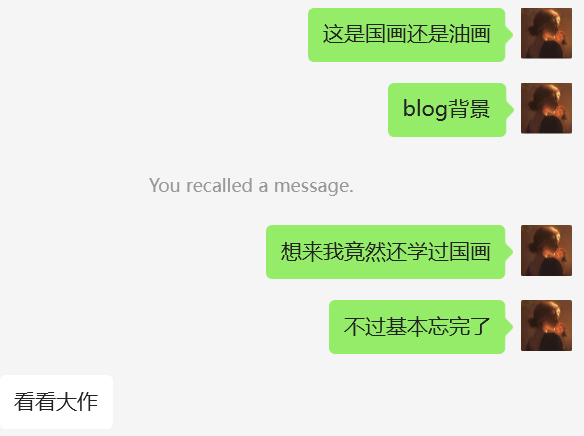 这是国画还是油画
blog背景
You recalled a message.
想来我竟然还学过国画
不过基本忘完了
看看大作